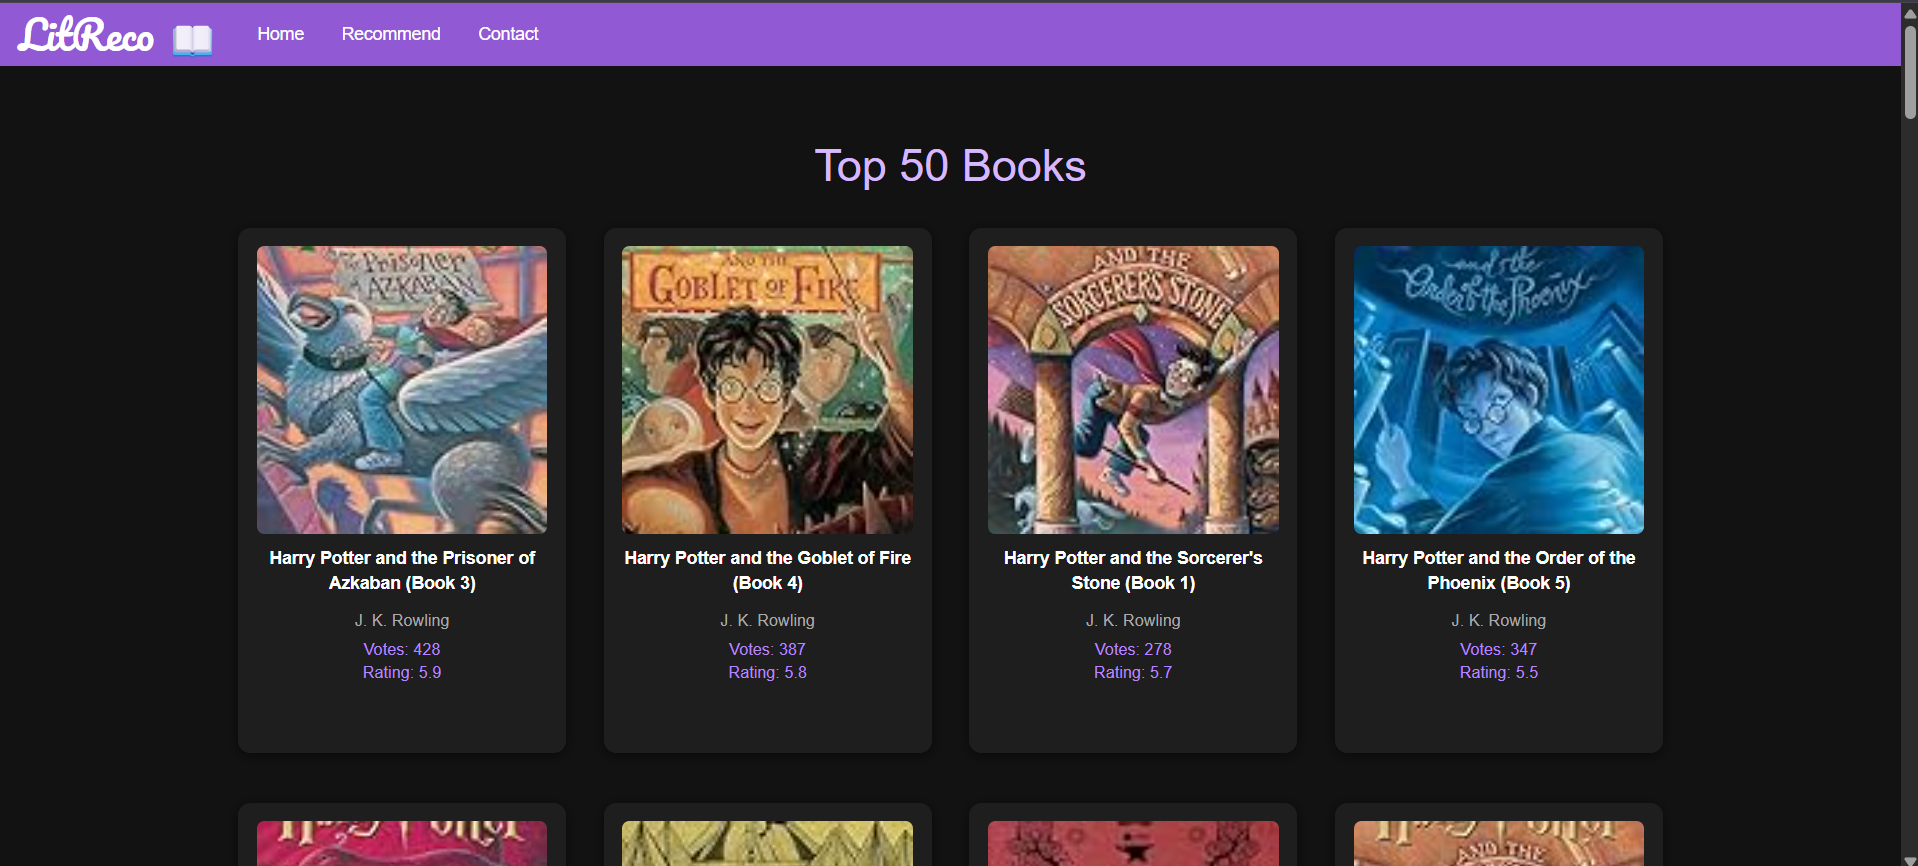 LitReco
Home Recommend Contact
Top 50 Books
The Prisoner
of AZKABAN
AND THE
GOBLET OF FIRE
AND THE
SORCERER'S STONE
and the
Order of the Phoenix
Harry Potter and the Prisoner of
Azkaban (Book 3)
J. K. Rowling
Votes: 428
Rating: 5.9
Harry Potter and the Goblet of Fire
(Book 4)
J. K. Rowling
Votes: 387
Rating: 5.8
Harry Potter and the Sorcerer's
Stone (Book 1)
J. K. Rowling
Votes: 278
Rating: 5.7
Harry Potter and the Order of the
Phoenix (Book 5)
J. K. Rowling
Votes: 347
Rating: 5.5
Harry Potter
Harry Potter
AND THE